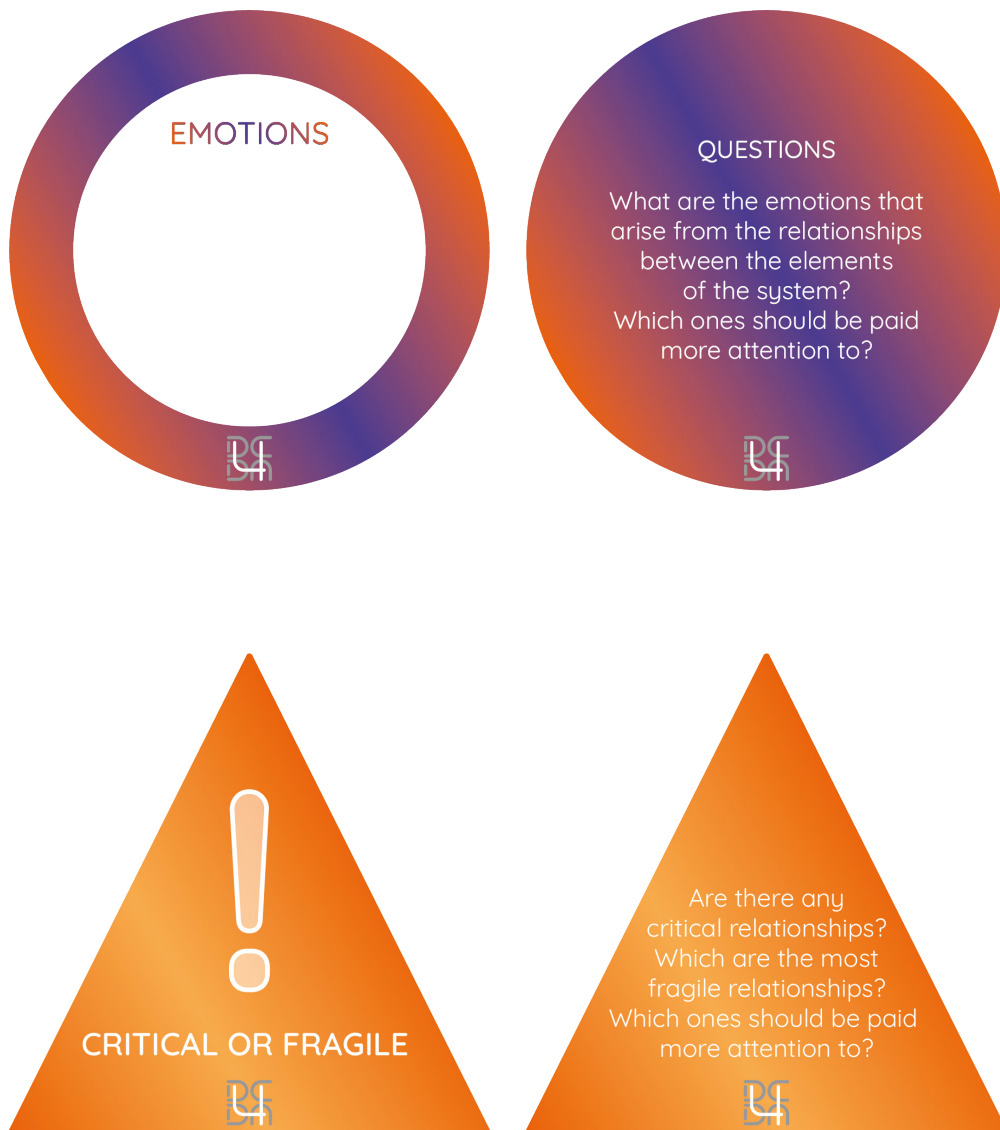 EMOTIONS
QUESTIONS
What are the emotions that
arise from the relationships
between the elements
of the system?
Which ones should be paid
more attention to?
CRITICAL OR FRAGILE
Are there any
critical relationships?
Which are the most
fragile relationships?
Which ones should be paid
more attention to?